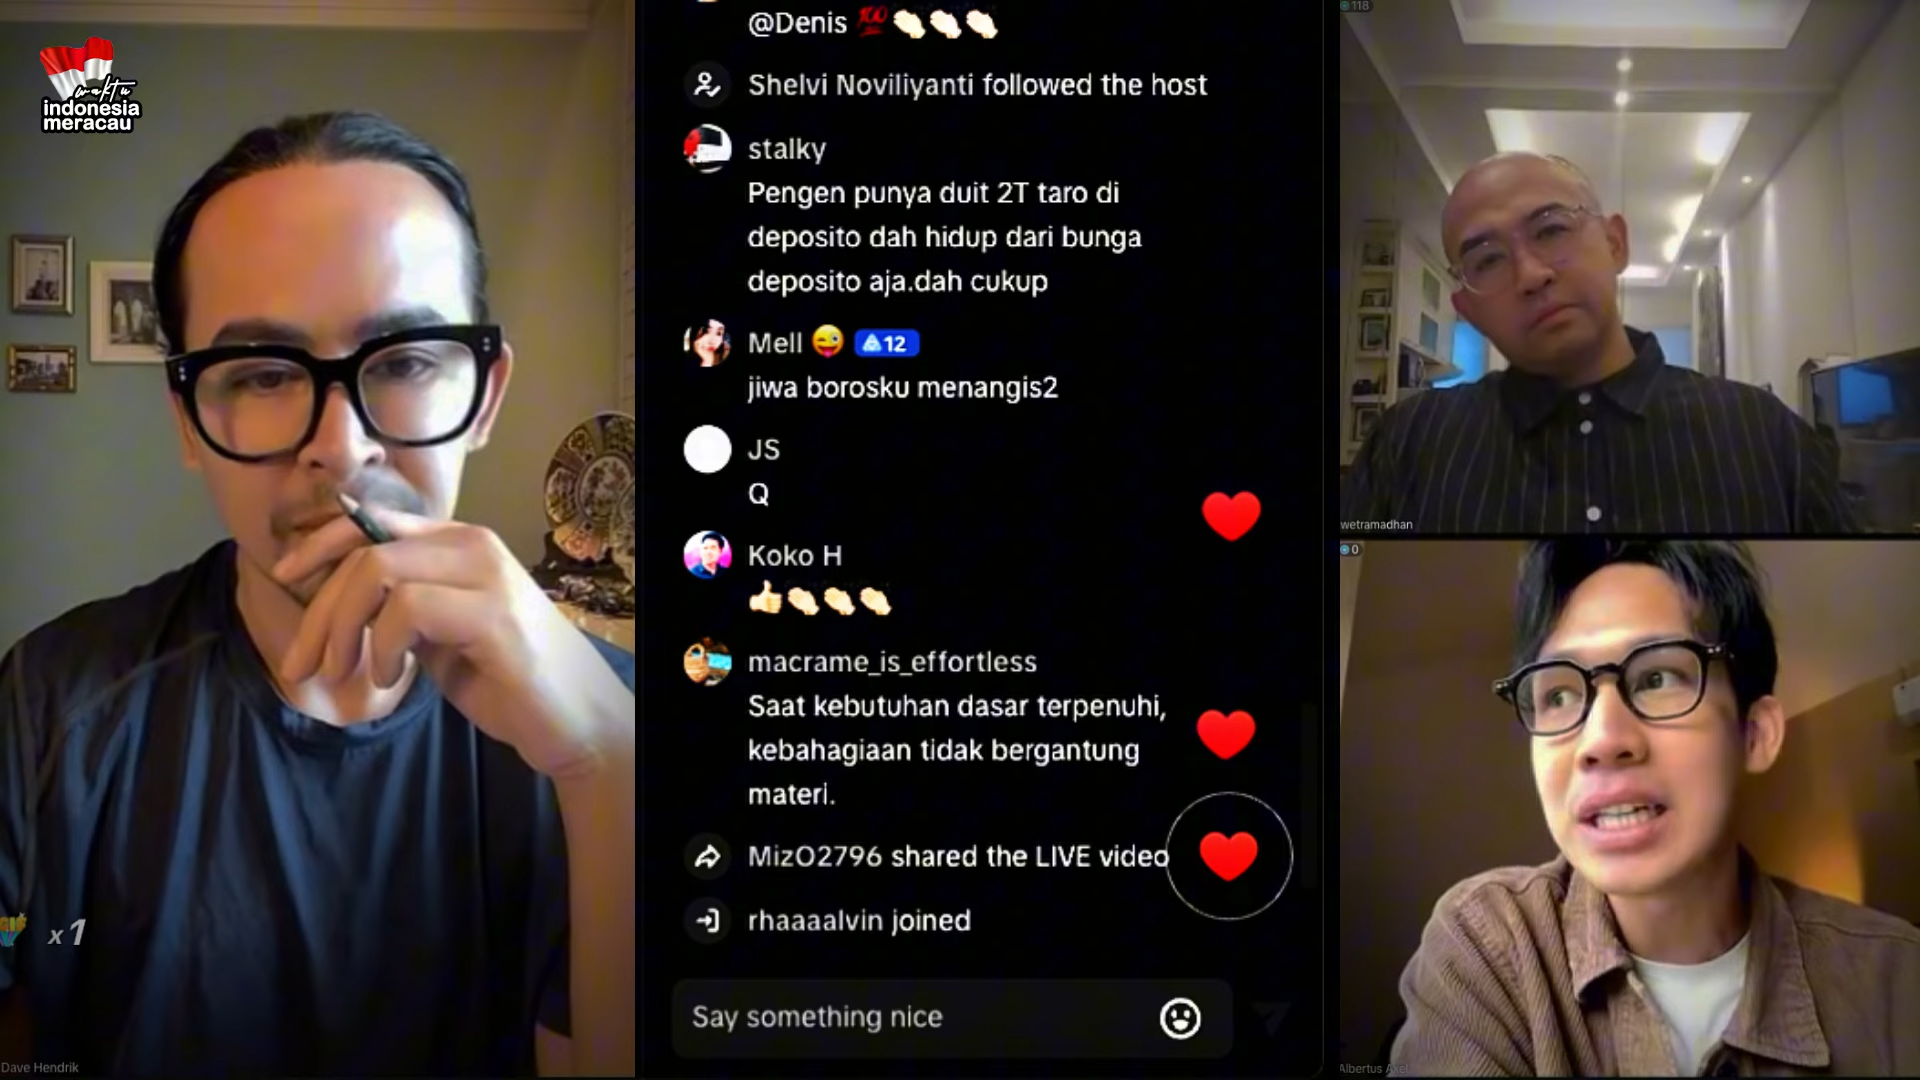 waktu
indonesia
meracau
x1
Dave Hendrik
@Denis 💯👏🏻👏🏻👏🏻
Shelvi Noviliyanti followed the host
stalky
Pengen punya duit 2T taro di
deposito dah hidup dari bunga
deposito aja.dah cukup
Mell 😜 12
jiwa borosku menangis2
JS
Q
Koko H
👍🏻👏🏻👏🏻👏🏻
macrame_is_effortless
Saat kebutuhan dasar terpenuhi,
kebahagiaan tidak bergantung
materi.
MizO2796 shared the LIVE video
rhaaaalvin joined
Say something nice
118
wetramadhan
0
Albertus Axel